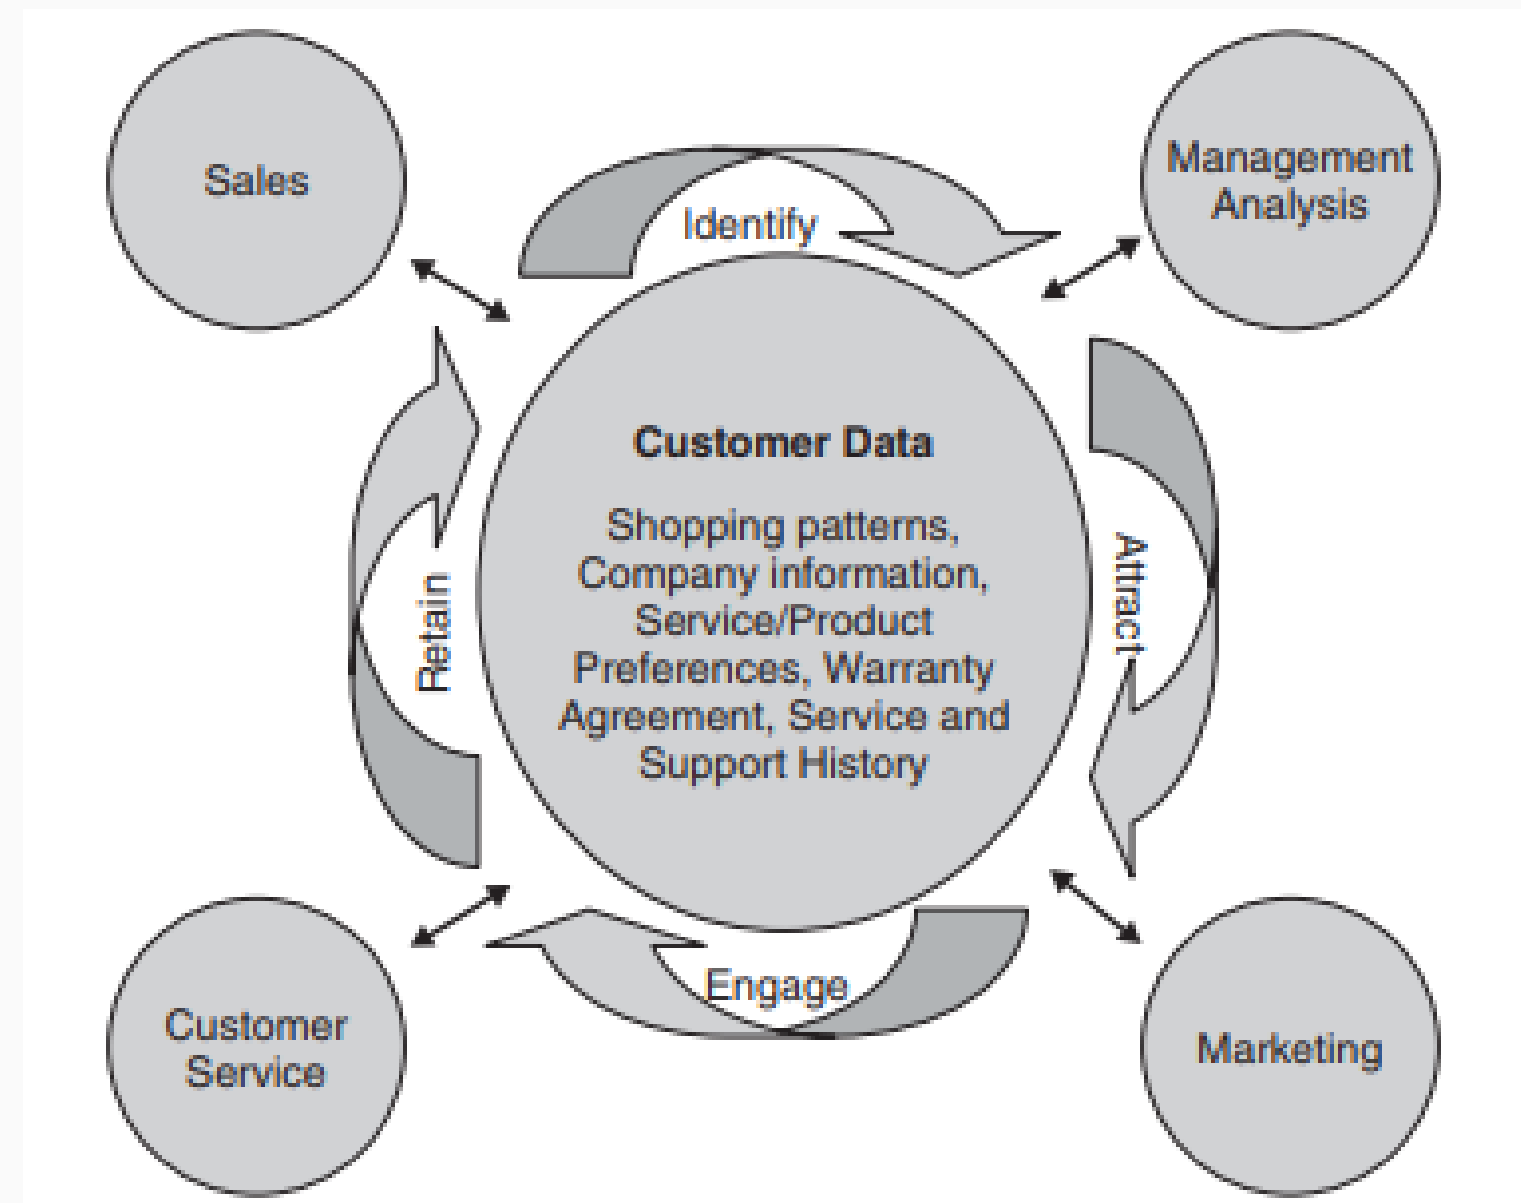 Sales
Management
Analysis
Identify
Customer Data
Shopping patterns,
Company information,
Service/Product
Preferences, Warranty
Agreement, Service and
Support History
Retain
Attract
Engage
Customer
Service
Marketing